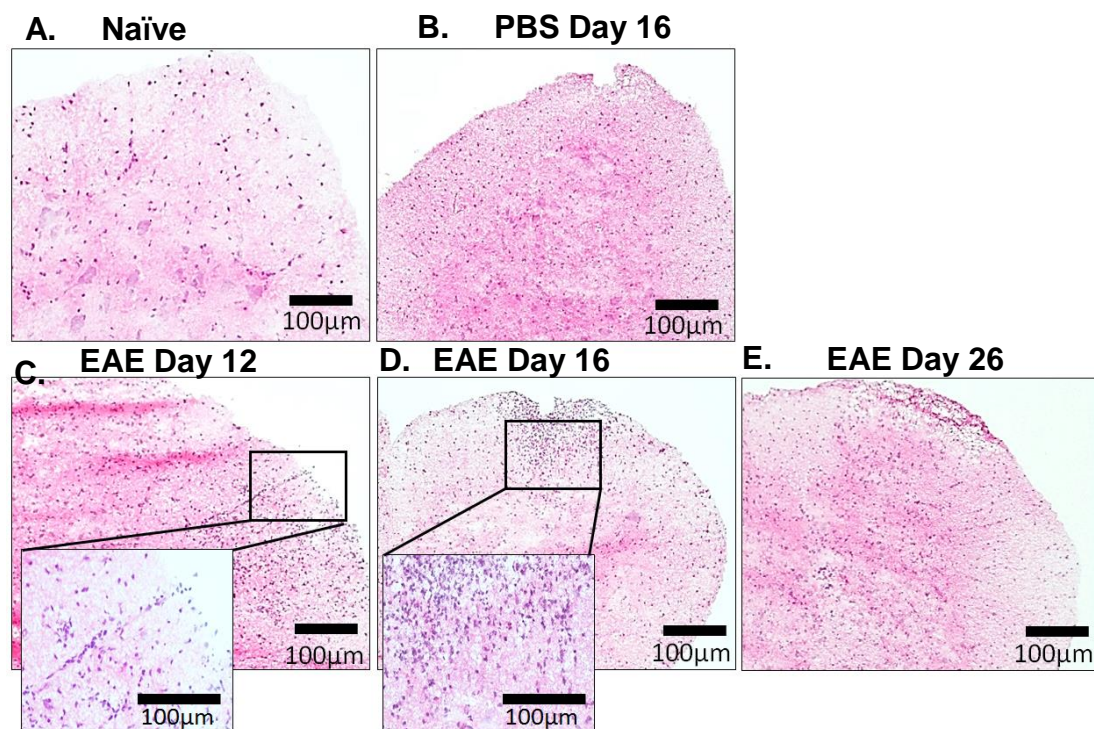 A. Naïve
B. PBS Day 16
100µm
100µm
C. EAE Day 12
D. EAE Day 16
E. EAE Day 26
100µm
100µm
100µm
100µm
100µm